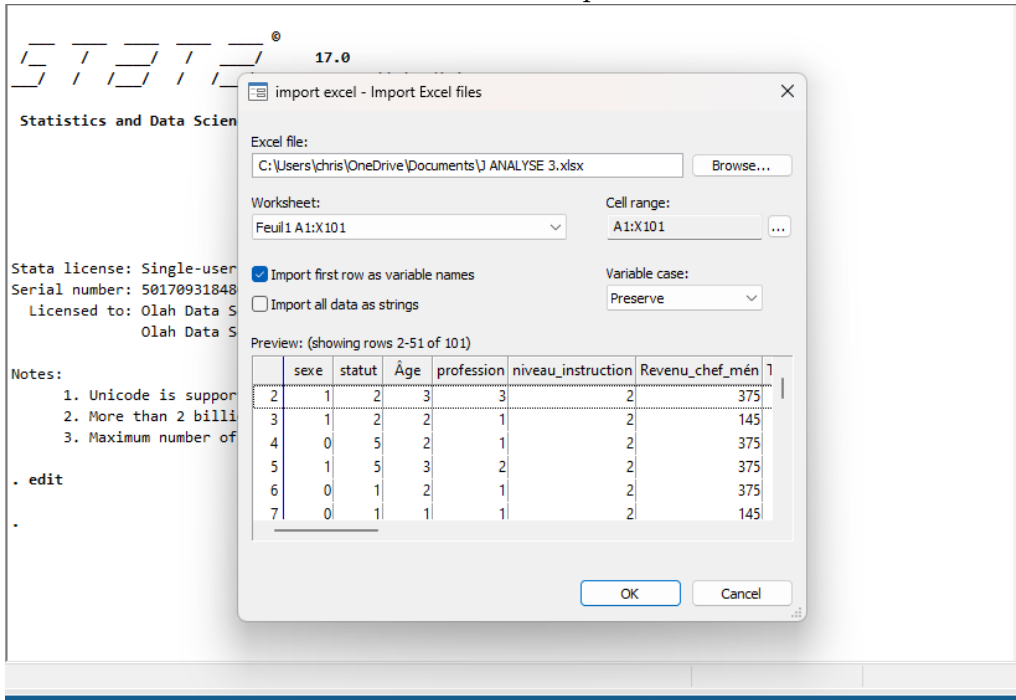 ©
17.0
Statistics and Data Scien
import excel - Import Excel files
Excel file:
C:\Users\chris\OneDrive\Documents\J ANALYSE 3.xlsx
Browse...
Worksheet:
Cell range:
Feuil1 A1:X101
A1:X101
...
Stata license: Single-user
Import first row as variable names
Variable case:
Serial number: 50170931848
Import all data as strings
Preserve
Licensed to: Olah Data S
Olah Data S
Preview: (showing rows 2-51 of 101)
sexe statut Âge profession niveau_instruction Revenu_chef_mén T
Notes:
1. Unicode is suppor
2. More than 2 billi
3. Maximum number of
2 1 2 3 3 2 375
3 1 2 2 1 2 145
4 0 5 2 1 2 375
5 1 5 3 2 2 375
6 0 1 2 1 2 375
7 0 1 1 1 2 145
. edit
.
OK
Cancel